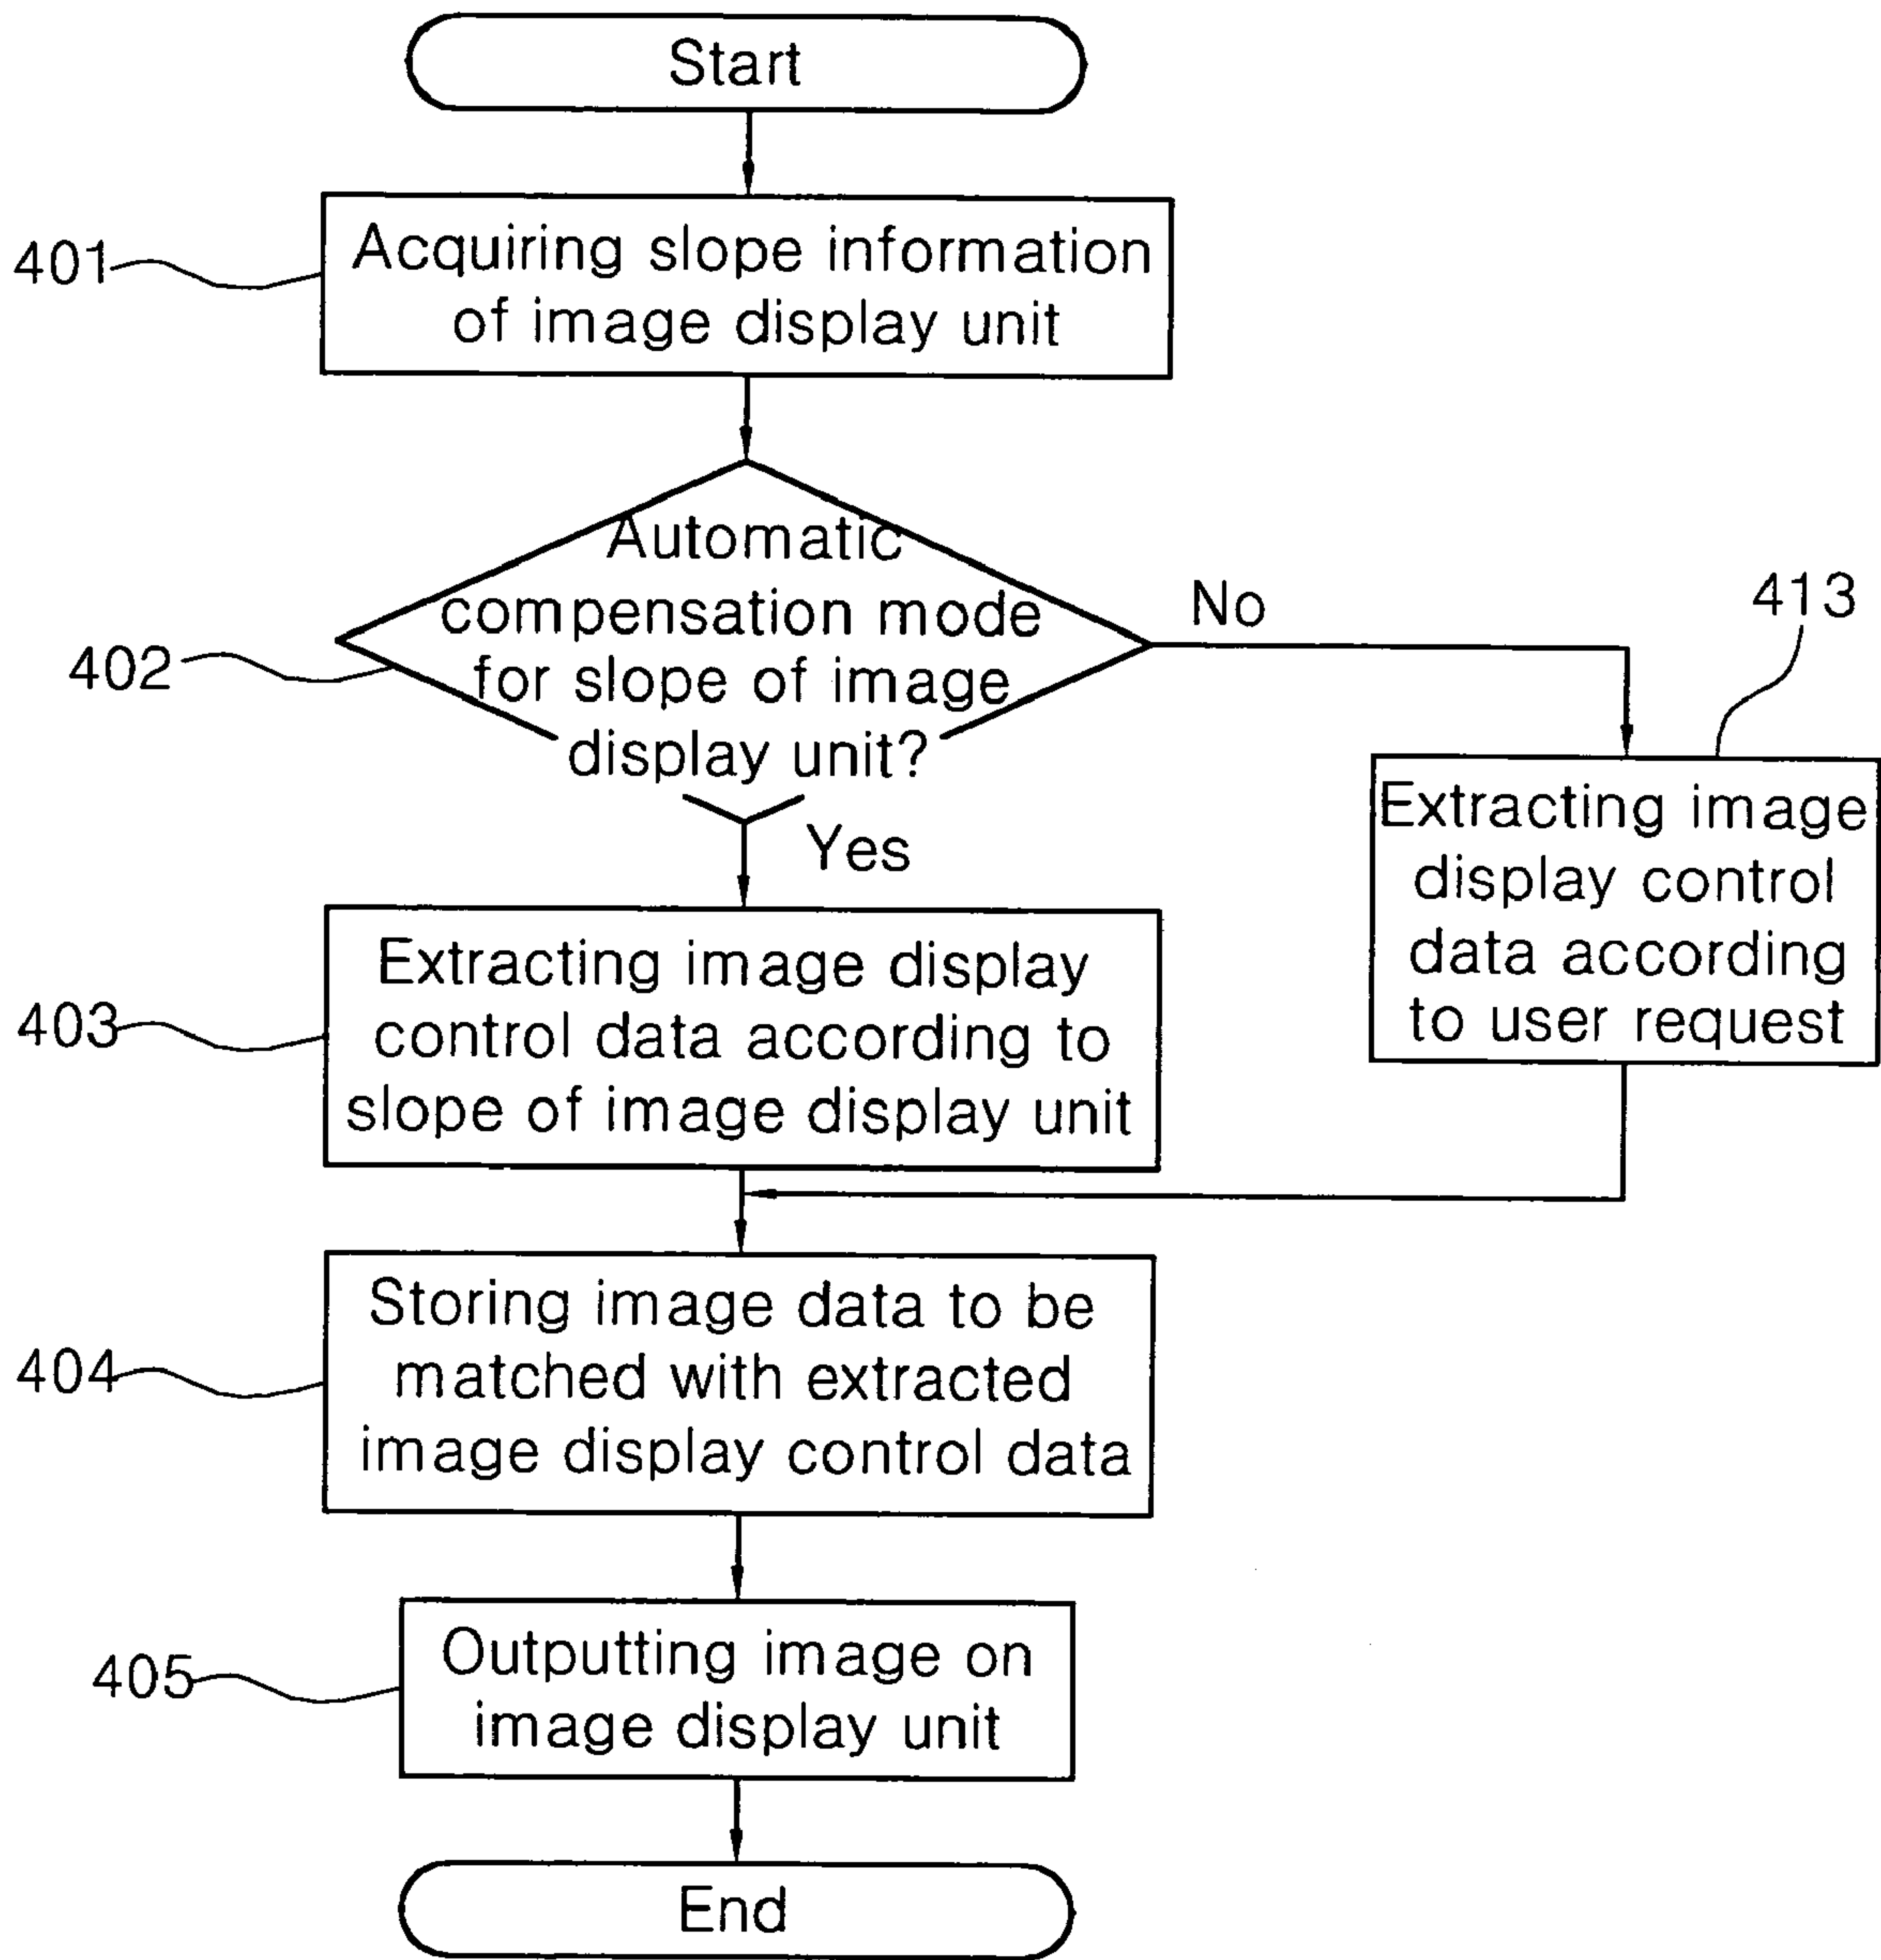 Start
401
Acquiring slope information
of image display unit
402
Automatic
compensation mode
for slope of image
display unit?
No
413
Yes
Extracting image
display control
data according
to user request
403
Extracting image display
control data according to
slope of image display unit
404
Storing image data to be
matched with extracted
image display control data
405
Outputting image on
image display unit
End